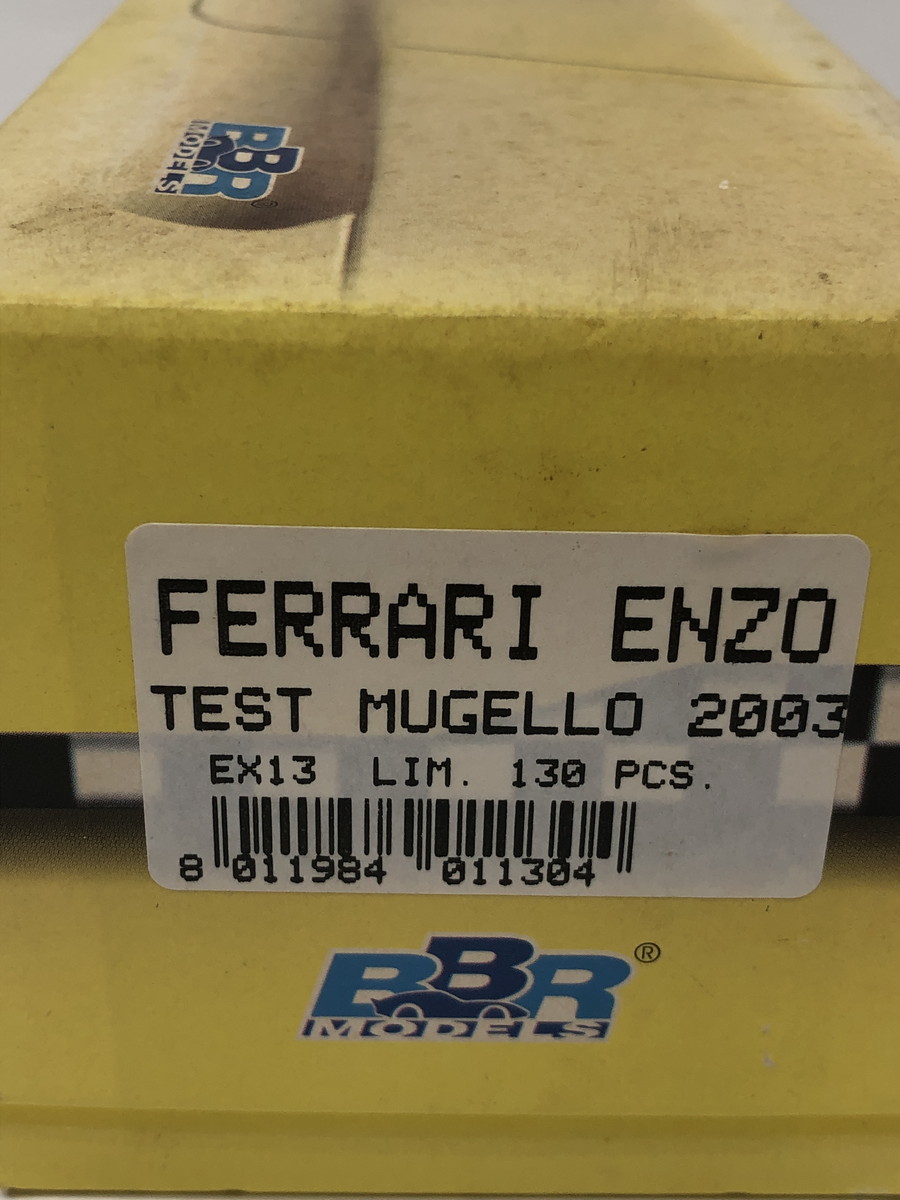 BBR
MODELS
FERRARI ENZO
TEST MUGELLO 2003
EX13 LIM. 130 PCS.
8 011984 011304
BBR®
MODELS